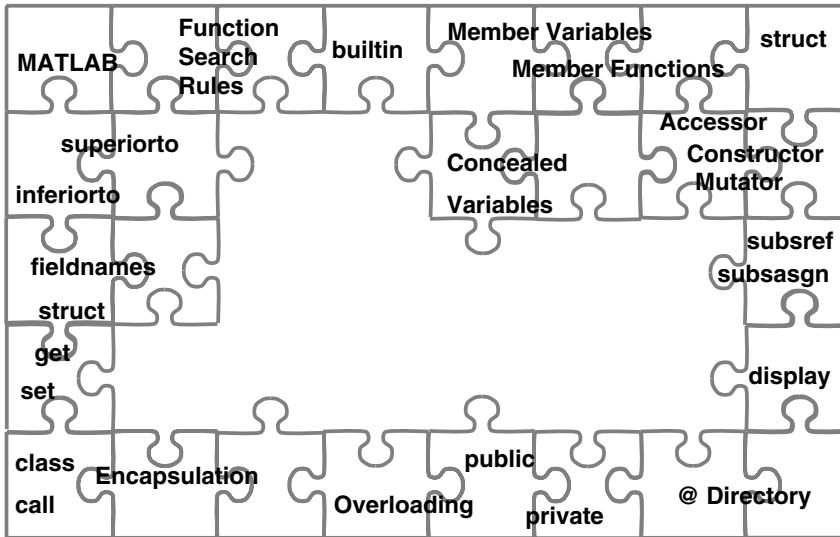 MATLAB
Function
Search
Rules
builtin
Member Variables
Member Functions
struct
superiorto
inferiorto
Concealed
Variables
Accessor
Constructor
Mutator
fieldnames
struct
subsref
subsasgn
get
set
display
class
call
Encapsulation
Overloading
public
private
@ Directory